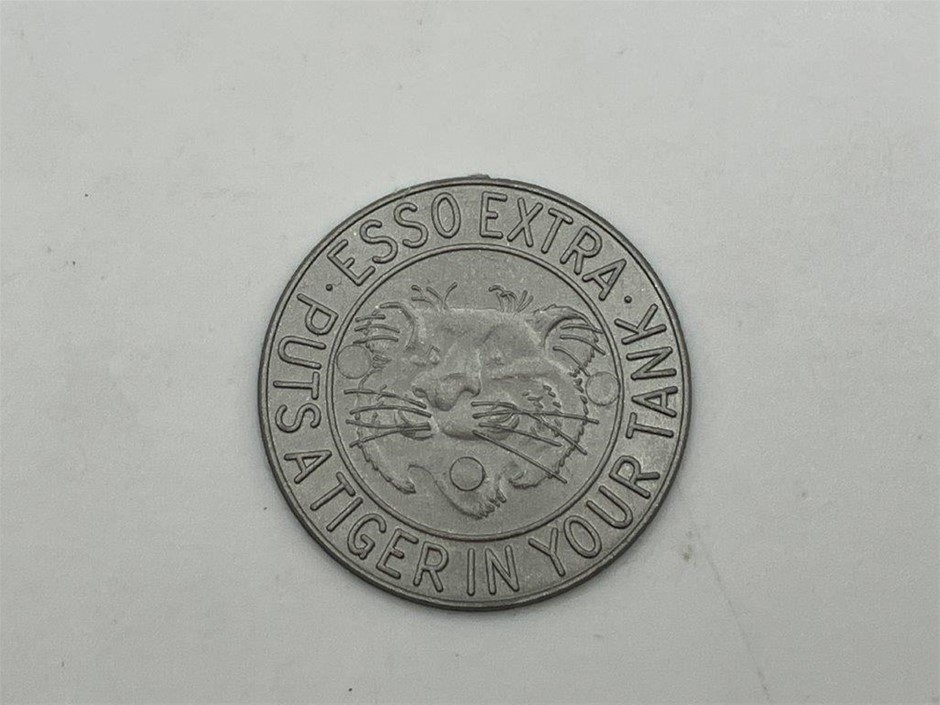 · ESSO EXTRA ·
PUTS A TIGER IN YOUR TANK